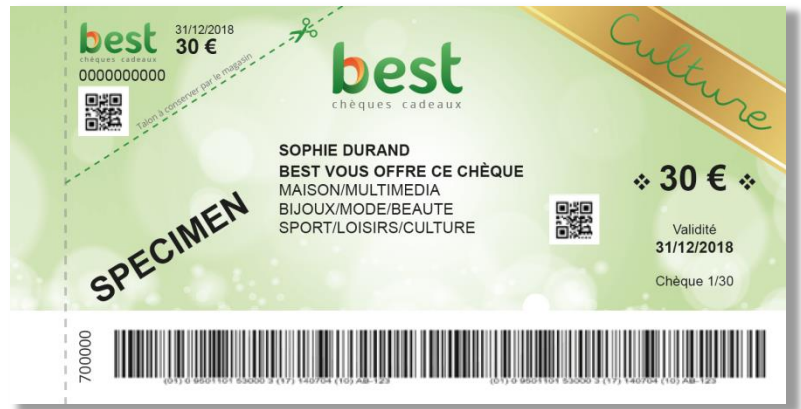 best
chèques cadeaux
31/12/2018
30 €
0000000000
Talon à conserver par le magasin
best
chèques cadeaux
Culture
SOPHIE DURAND
BEST VOUS OFFRE CE CHÈQUE
MAISON/MULTIMEDIA
BIJOUX/MODE/BEAUTE
SPORT/LOISIRS/CULTURE
SPECIMEN
❖ 30 € ❖
Validité
31/12/2018
Chèque 1/30
700000
(01) 0 9501101 53000 3 (17) 140704 (10) AB-123
(01) 0 9501101 53000 3 (17) 140704 (10) AB-123